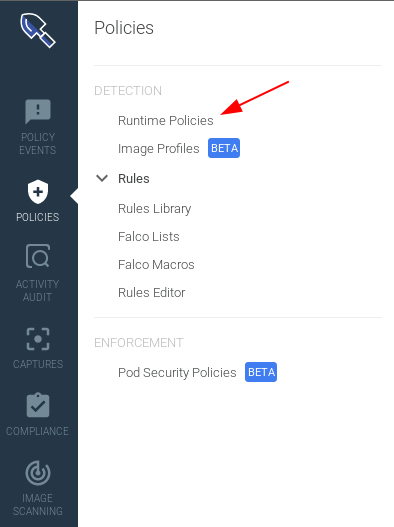 POLICY
EVENTS
POLICIES
ACTIVITY
AUDIT
CAPTURES
COMPLIANCE
IMAGE
SCANNING
Policies
DETECTION
Runtime Policies
Image Profiles BETA
Rules
Rules Library
Falco Lists
Falco Macros
Rules Editor
ENFORCEMENT
Pod Security Policies BETA